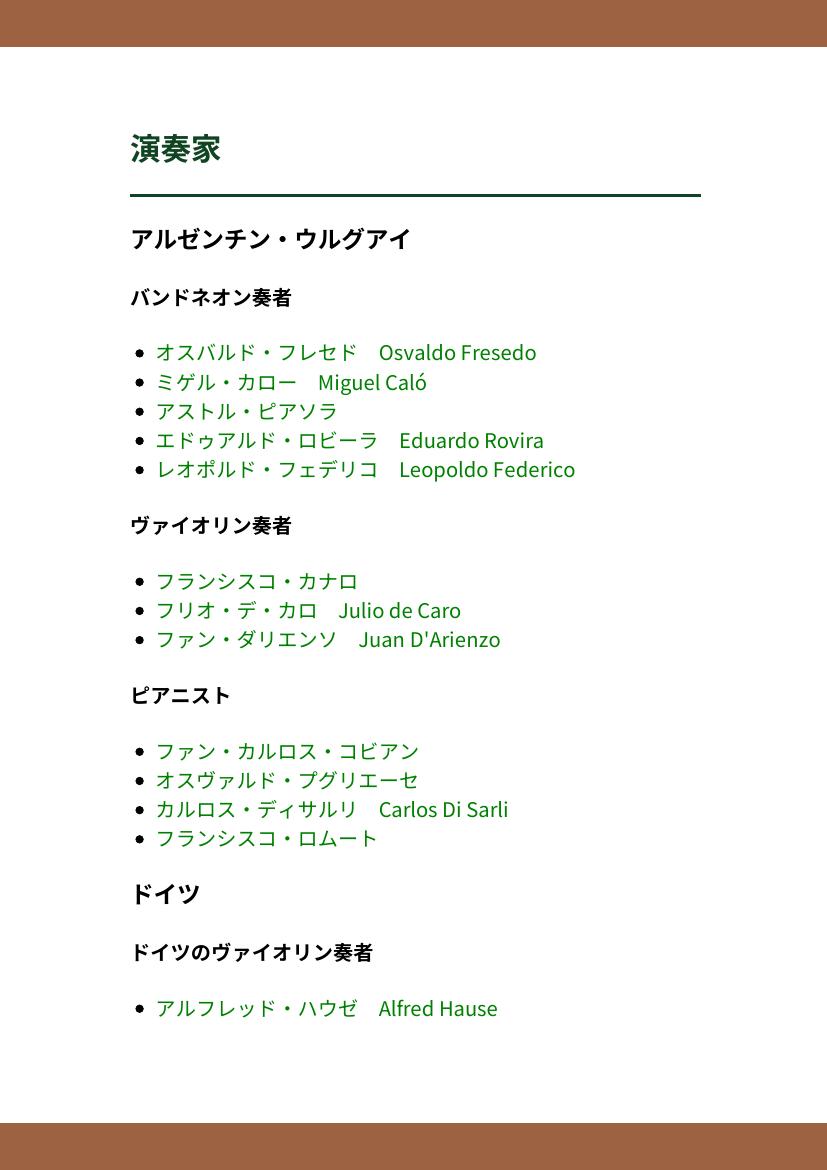 演奏家
アルゼンチン・ウルグアイ
バンドネオン奏者
オスバルド・フレセド　Osvaldo Fresedo
ミゲル・カロー　Miguel Caló
アストル・ピアソラ
エドゥアルド・ロビーラ　Eduardo Rovira
レオポルド・フェデリコ　Leopoldo Federico
ヴァイオリン奏者
フランシスコ・カナロ
フリオ・デ・カロ　Julio de Caro
ファン・ダリエンソ　Juan D'Arienzo
ピアニスト
ファン・カルロス・コビアン
オスヴァルド・プグリエーセ
カルロス・ディサルリ　Carlos Di Sarli
フランシスコ・ロムート
ドイツ
ドイツのヴァイオリン奏者
アルフレッド・ハウゼ　Alfred Hause